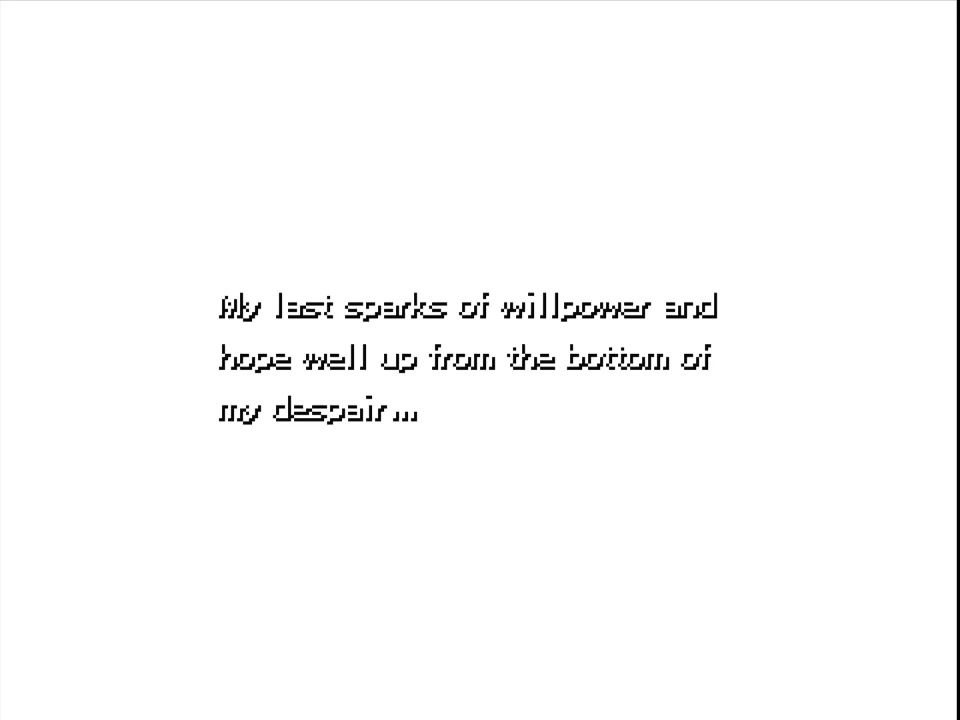 My last sparks of willpower and
hope well up from the bottom of
my despair...